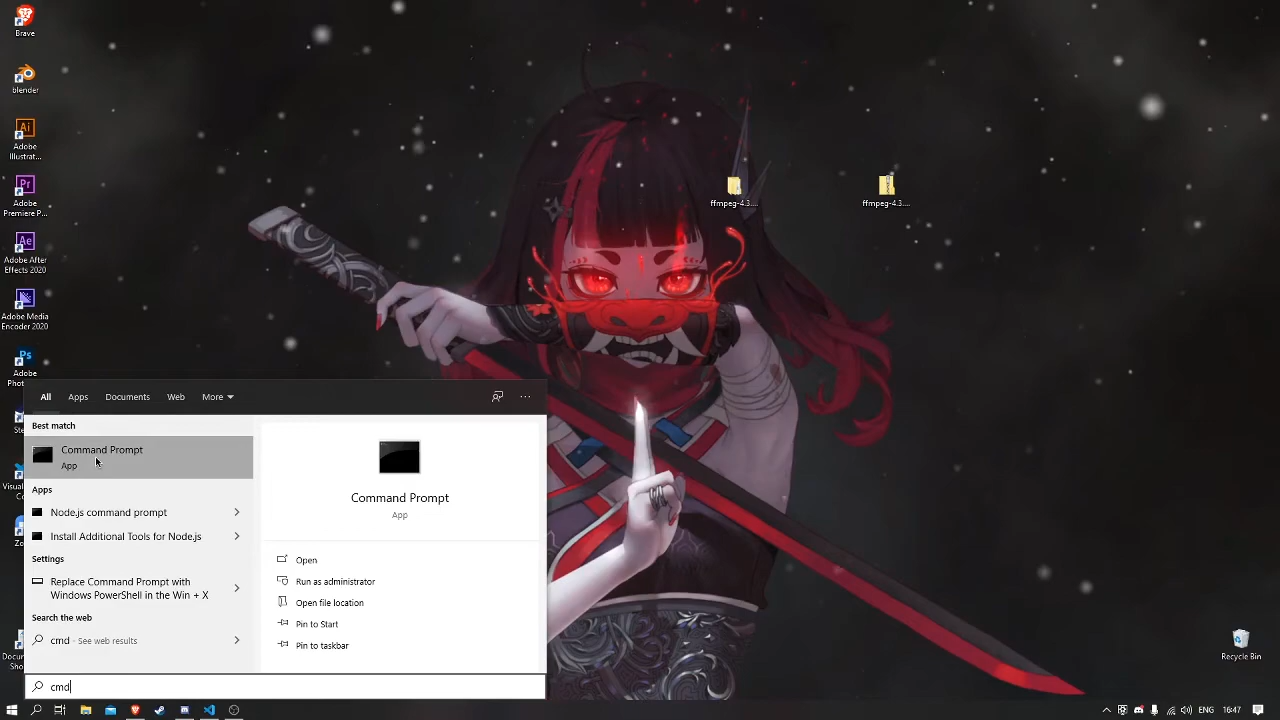 Brave
blender
Adobe
Illustrat...
Adobe
Premiere P...
Adobe After
Effects 2020
Adobe Media
Encoder 2020
Adobe
ffmpeg-4.3....
ffmpeg-4.3....
All
Apps
Documents
Web
More
Best match
Command Prompt
App
Apps
Node.js command prompt
Install Additional Tools for Node.js
Settings
Replace Command Prompt with
Windows PowerShell in the Win + X
Search the web
cmd - See web results
Command Prompt
App
Open
Run as administrator
Open file location
Pin to Start
Pin to taskbar
cmd
Recycle Bin
ENG
16:47